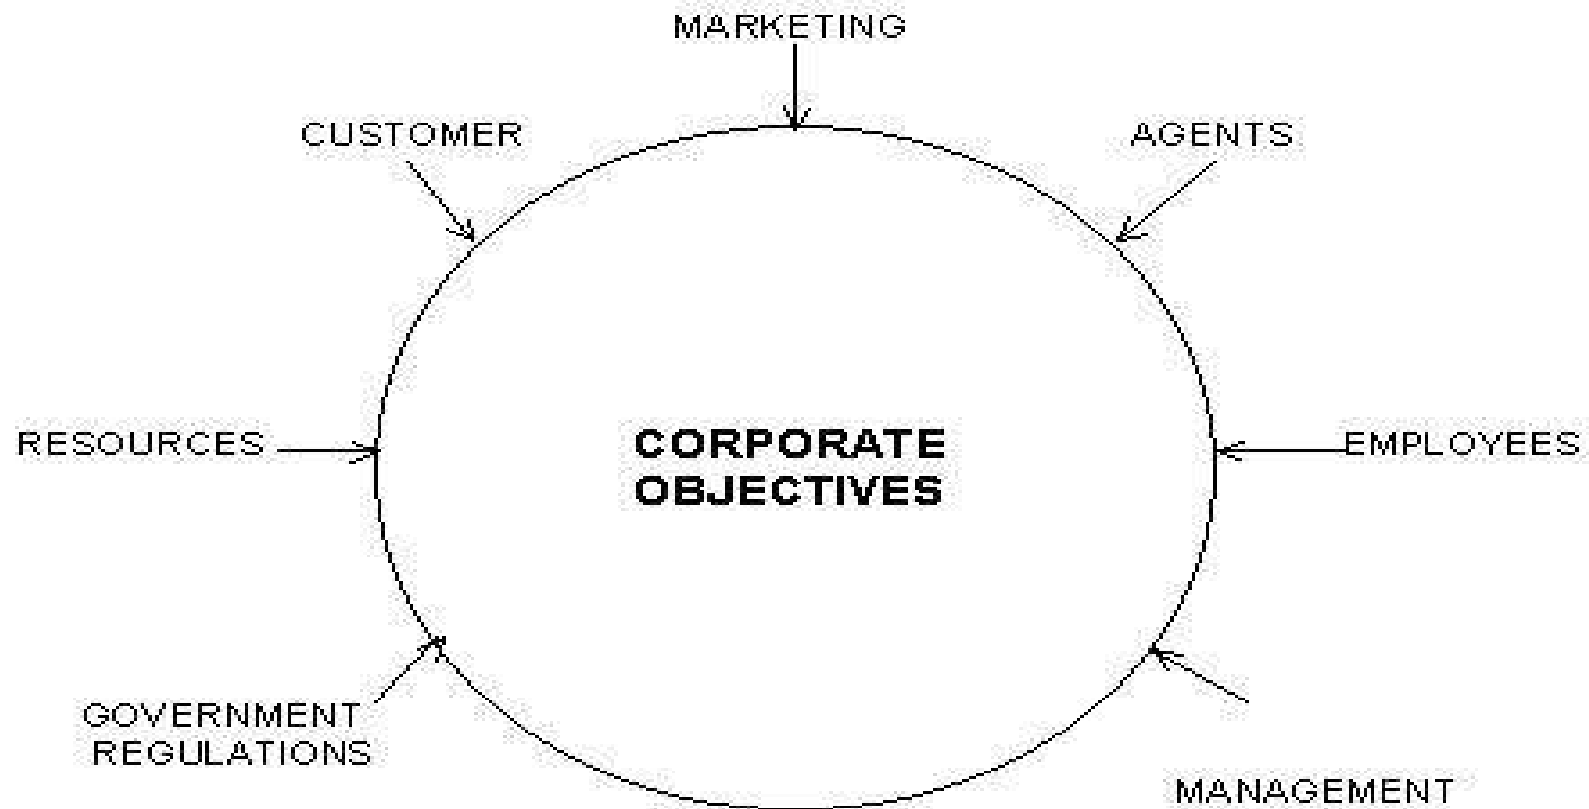 MARKETING
CUSTOMER
AGENTS
RESOURCES
CORPORATE
OBJECTIVES
EMPLOYEES
GOVERNMENT
REGULATIONS
MANAGEMENT